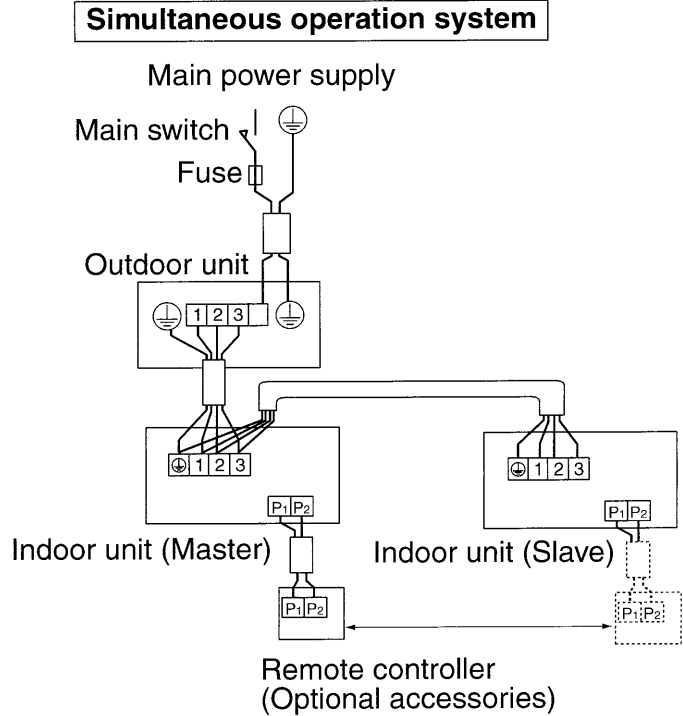 Simultaneous operation system
Main power supply
Main switch
Fuse
Outdoor unit
1 2 3
1 2 3
1 2 3
P1 P2
P1 P2
Indoor unit (Master)
Indoor unit (Slave)
P1 P2
P1 P2
Remote controller
(Optional accessories)